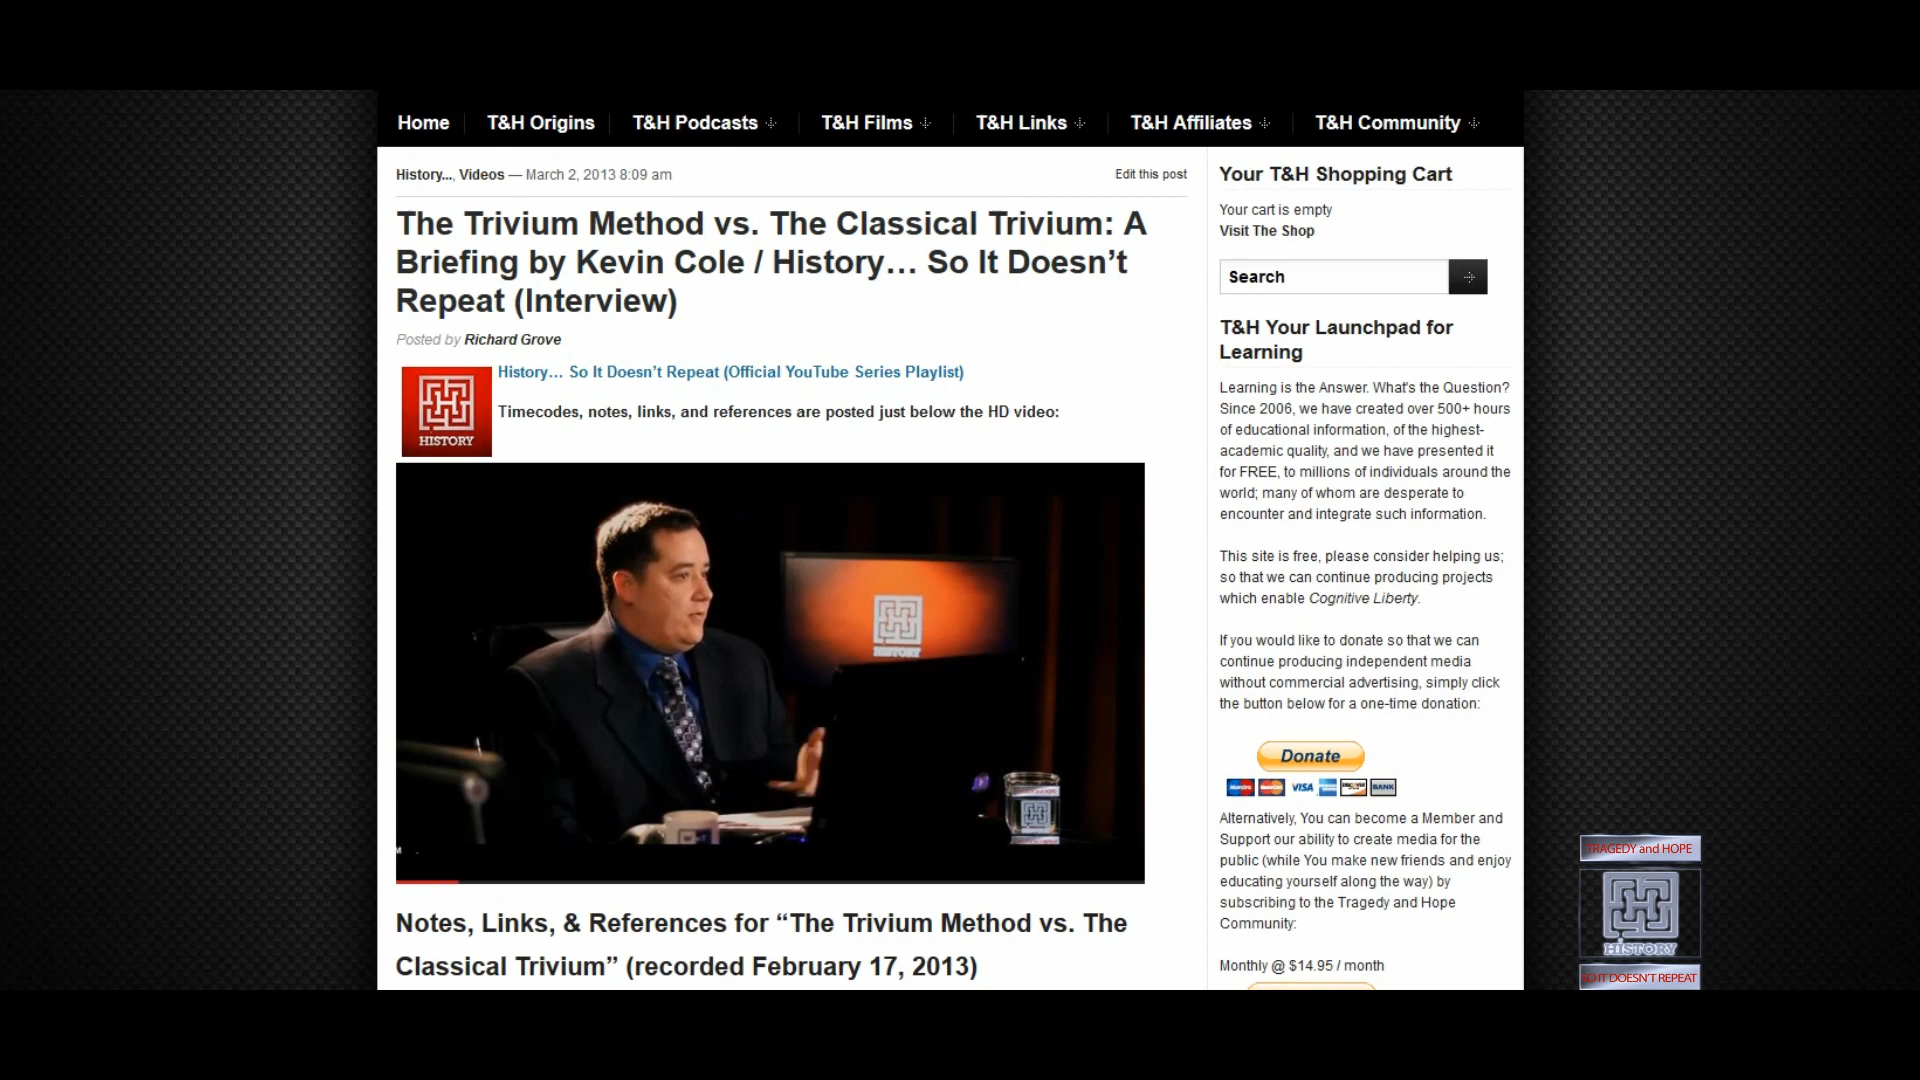 Home T&H Origins T&H Podcasts T&H Films T&H Links T&H Affiliates T&H Community
History..., Videos — March 2, 2013 8:09 am
Edit this post
The Trivium Method vs. The Classical Trivium: A
Briefing by Kevin Cole / History… So It Doesn’t
Repeat (Interview)
Posted by Richard Grove
History… So It Doesn’t Repeat (Official YouTube Series Playlist)
Timecodes, notes, links, and references are posted just below the HD video:
HISTORY
HISTORY
Notes, Links, & References for “The Trivium Method vs. The
Classical Trivium” (recorded February 17, 2013)
Your T&H Shopping Cart
Your cart is empty
Visit The Shop
Search
T&H Your Launchpad for
Learning
Learning is the Answer. What's the Question?
Since 2006, we have created over 500+ hours
of educational information, of the highest-
academic quality, and we have presented it
for FREE, to millions of individuals around the
world; many of whom are desperate to
encounter and integrate such information.
This site is free, please consider helping us;
so that we can continue producing projects
which enable Cognitive Liberty.
If you would like to donate so that we can
continue producing independent media
without commercial advertising, simply click
the button below for a one-time donation:
Donate
Maestro MasterCard VISA DISCOVER BANK
Alternatively, You can become a Member and
Support our ability to create media for the
public (while You make new friends and enjoy
educating yourself along the way) by
subscribing to the Tragedy and Hope
Community:
Monthly @ $14.95 / month
TRAGEDY and HOPE
HISTORY
SO IT DOESN'T REPEAT